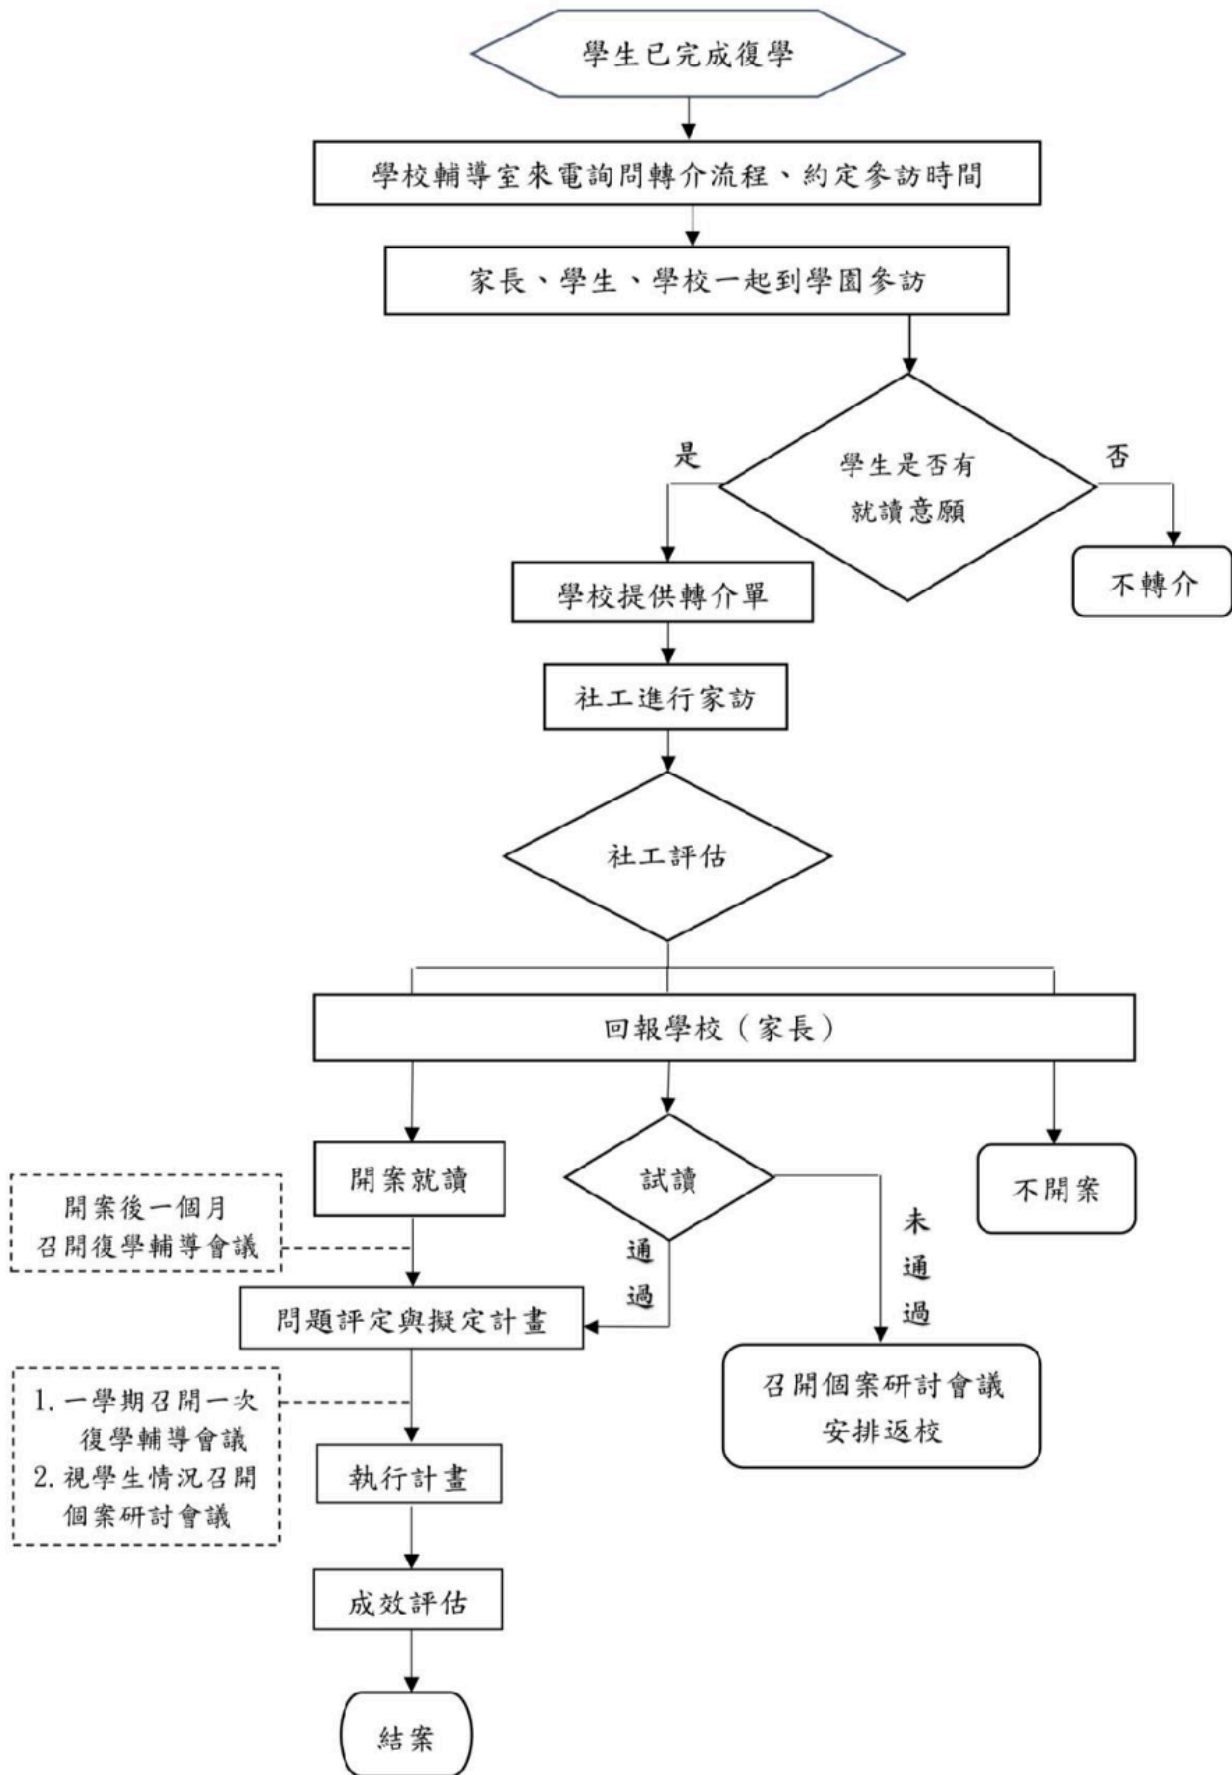 學生已完成復學
學校輔導室來電詢問轉介流程、約定參訪時間
家長、學生、學校一起到學園參訪
學生是否有
就讀意願
是
否
學校提供轉介單
不轉介
社工進行家訪
社工評估
回報學校（家長）
開案就讀
試讀
不開案
開案後一個月
召開復學輔導會議
通過
未通過
問題評定與擬定計畫
召開個案研討會議
安排返校
1. 一學期召開一次
復學輔導會議
2. 視學生情況召開
個案研討會議
執行計畫
成效評估
結案